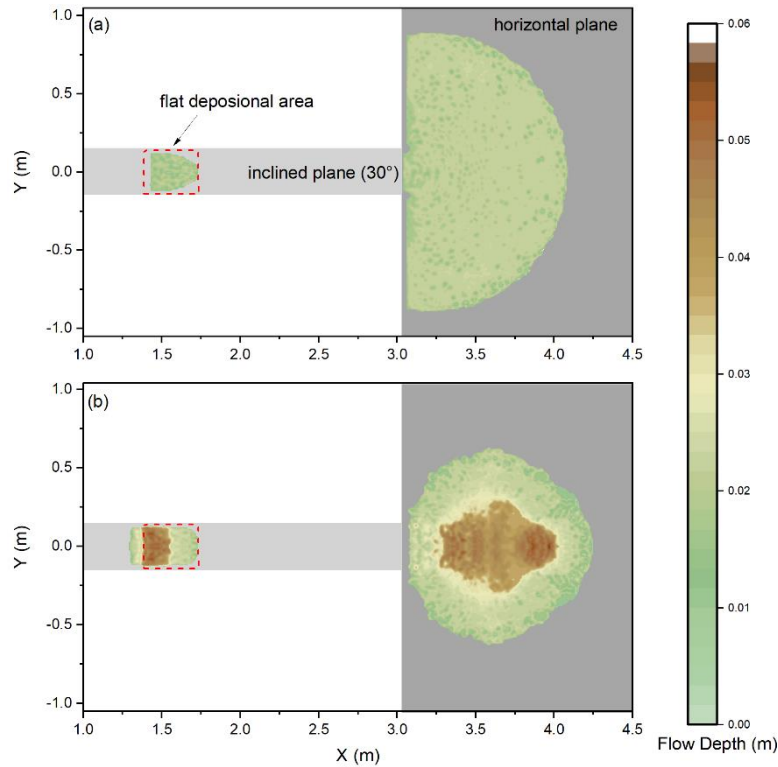 (a)
horizontal plane
flat deposional area
inclined plane (30°)
Y (m)
1.0
0.5
0.0
-0.5
-1.0
1.0 1.5 2.0 2.5 3.0 3.5 4.0 4.5
(b)
Y (m)
1.0
0.5
0.0
-0.5
-1.0
1.0 1.5 2.0 2.5 3.0 3.5 4.0 4.5
X (m)
0.06
0.05
0.04
0.03
0.02
0.01
0.00
Flow Depth (m)